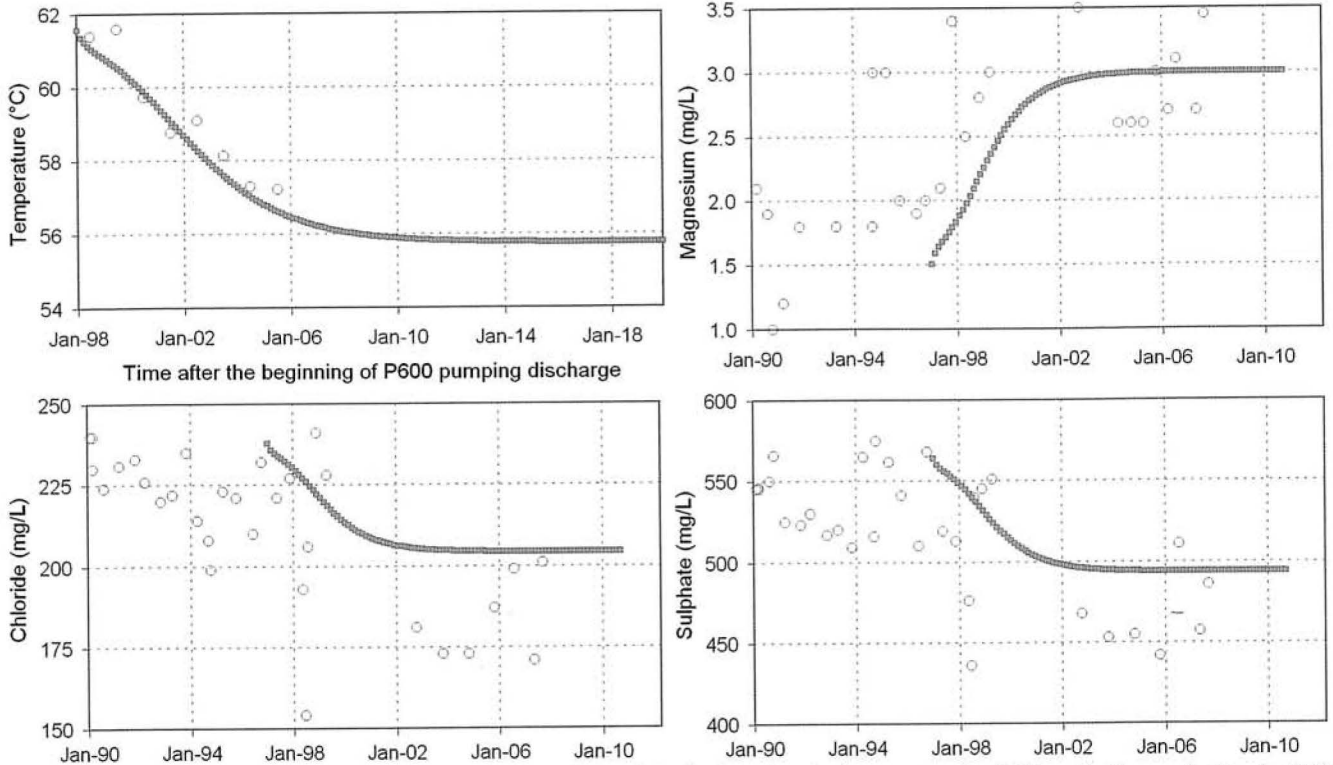 62
60
58
56
54
Temperature (°C)
Jan-98 Jan-02 Jan-06 Jan-10 Jan-14 Jan-18
Time after the beginning of P600 pumping discharge
3.5
3.0
2.5
2.0
1.5
1.0
Magnesium (mg/L)
Jan-90 Jan-94 Jan-98 Jan-02 Jan-06 Jan-10
250
225
200
175
150
Chloride (mg/L)
Jan-90 Jan-94 Jan-98 Jan-02 Jan-06 Jan-10
600
550
500
450
400
Sulphate (mg/L)
Jan-90 Jan-94 Jan-98 Jan-02 Jan-06 Jan-10